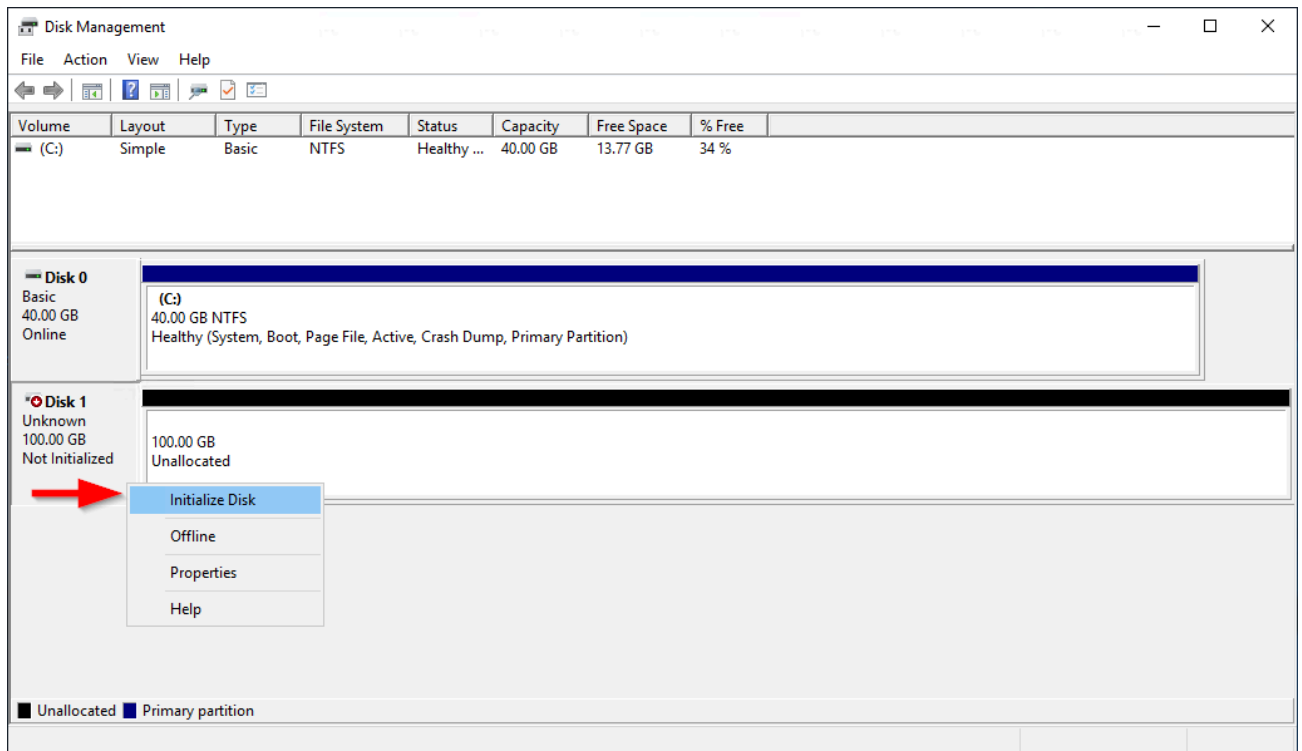 Disk Management
File Action View Help
Volume Layout Type File System Status Capacity Free Space % Free
(C:) Simple Basic NTFS Healthy ... 40.00 GB 13.77 GB 34 %
Disk 0
Basic
40.00 GB
Online
(C:)
40.00 GB NTFS
Healthy (System, Boot, Page File, Active, Crash Dump, Primary Partition)
Disk 1
Unknown
100.00 GB
Not Initialized
100.00 GB
Unallocated
Initialize Disk
Offline
Properties
Help
Unallocated Primary partition